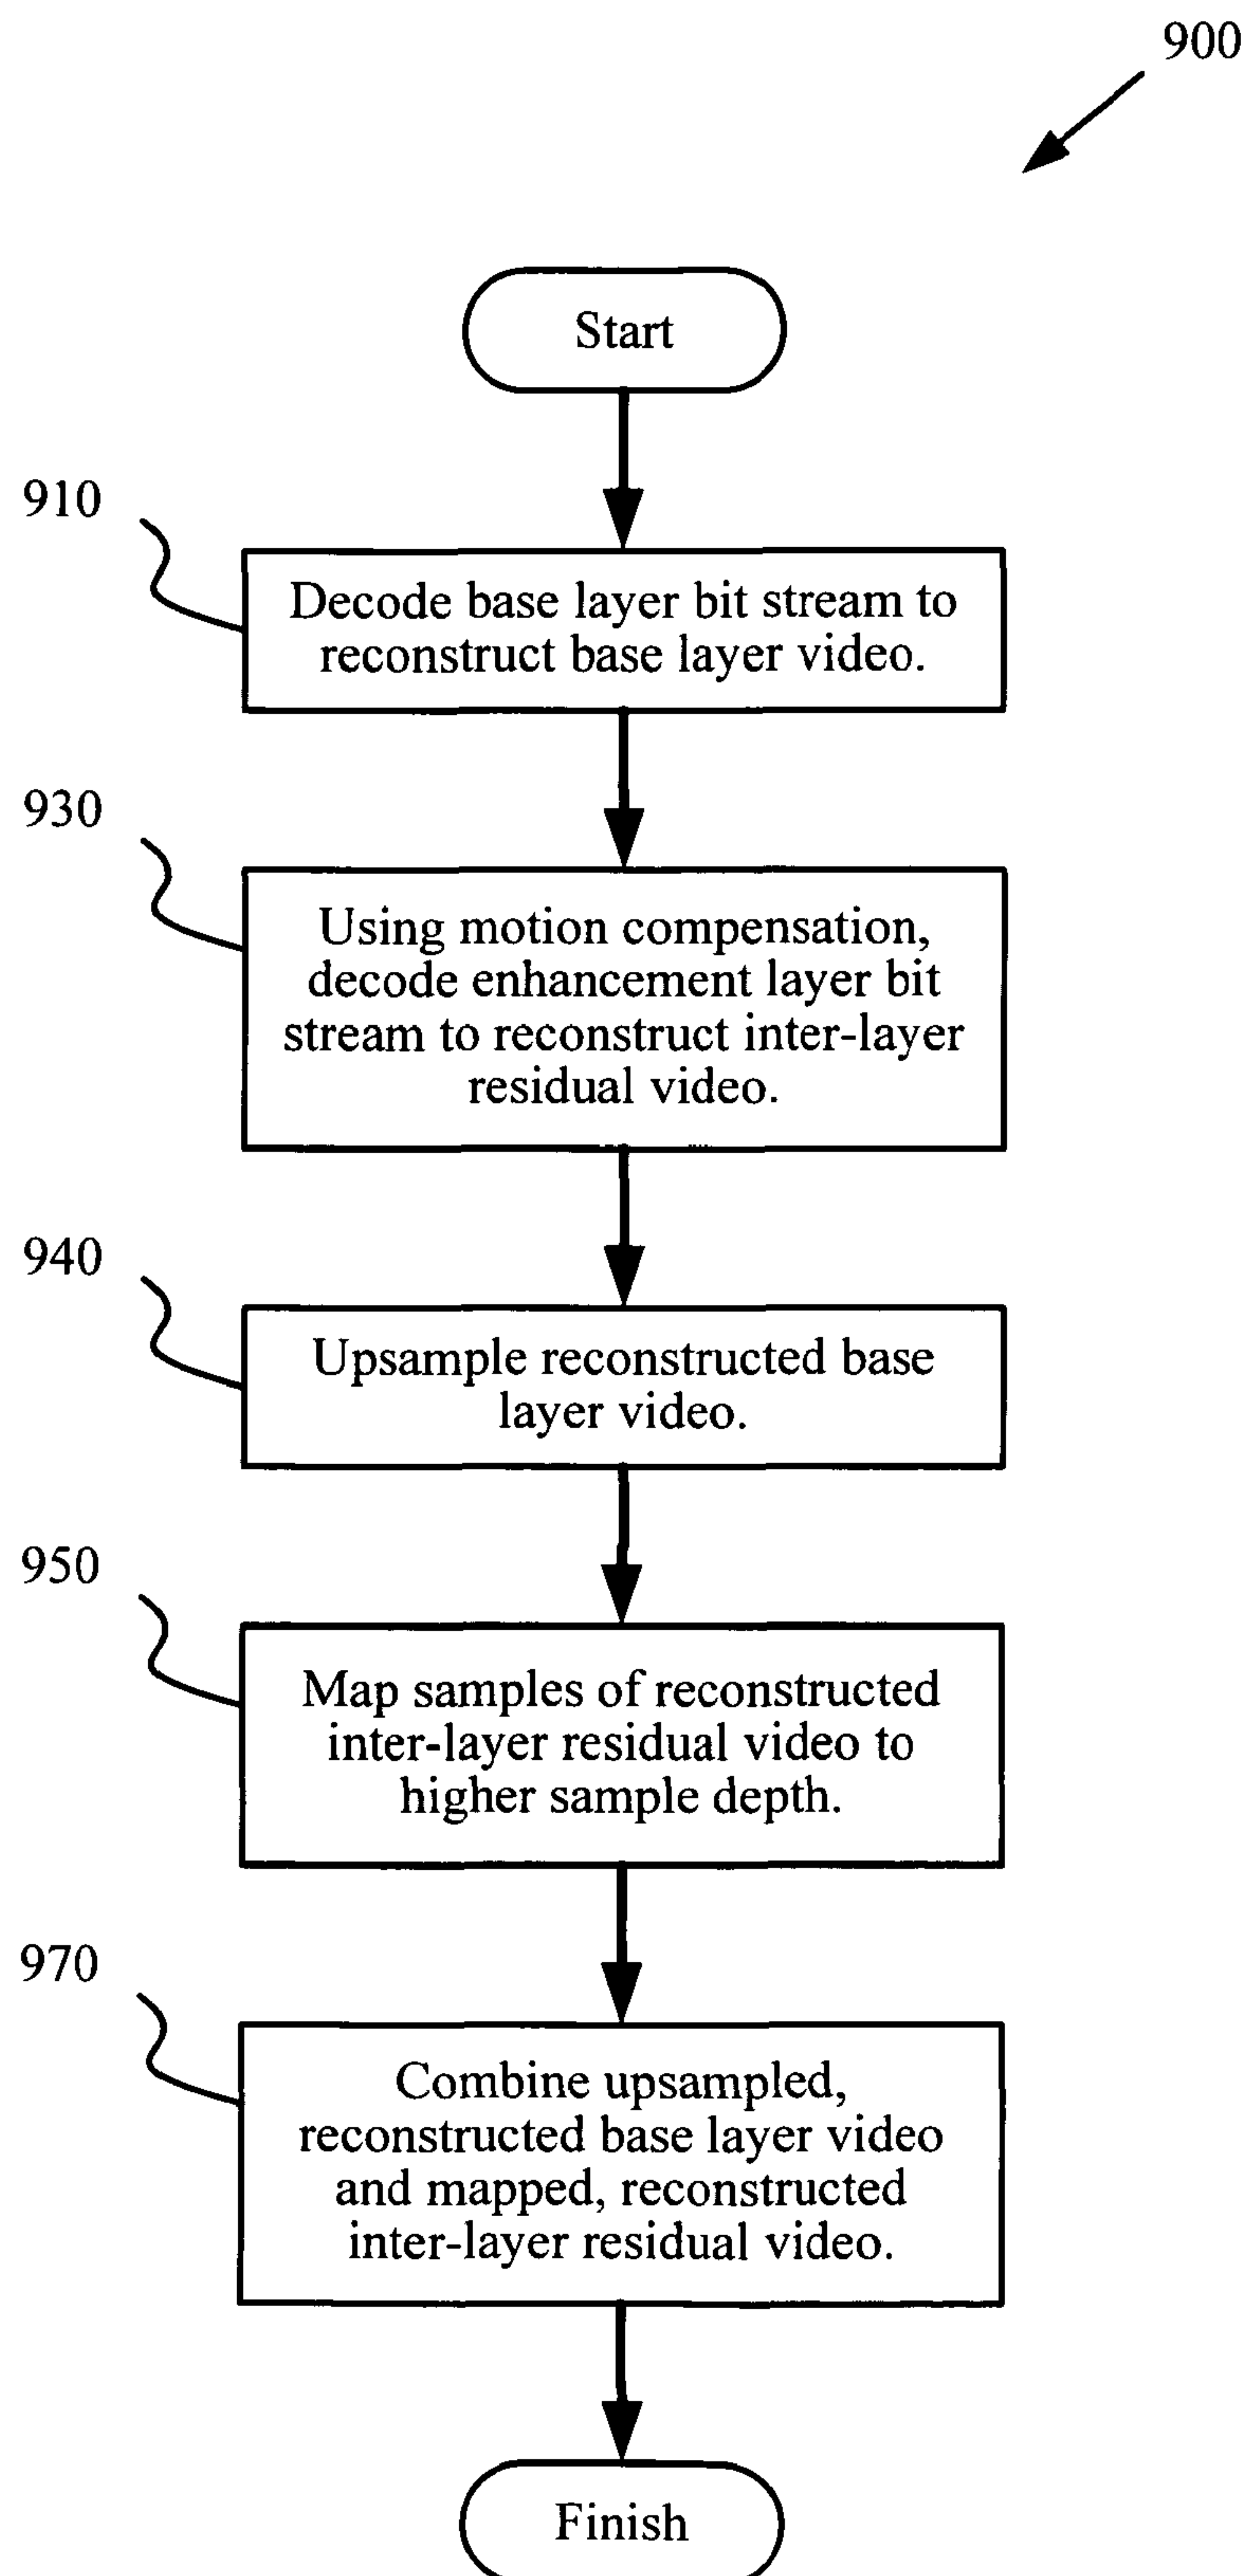 900
Start
910
Decode base layer bit stream to
reconstruct base layer video.
930
Using motion compensation,
decode enhancement layer bit
stream to reconstruct inter-layer
residual video.
940
Upsample reconstructed base
layer video.
950
Map samples of reconstructed
inter-layer residual video to
higher sample depth.
970
Combine upsampled,
reconstructed base layer video
and mapped, reconstructed
inter-layer residual video.
Finish